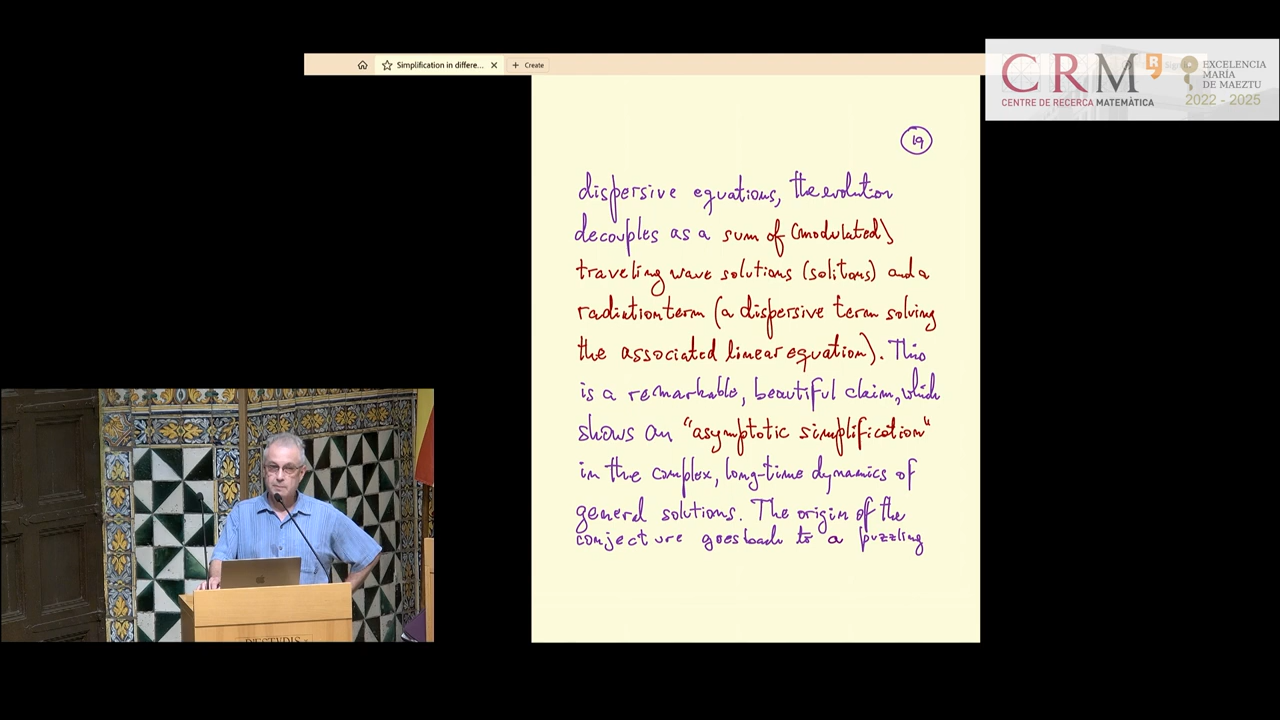 Simplification in differe...
Create
CRM
CENTRE DE RECERCA MATEMÀTICA
EXCELENCIA
MARÍA
DE MAEZTU
2022 - 2025
19
dispersive equations, the evolution
decouples as a sum of (modulated)
traveling wave solutions (solitons) and a
radiation term (a dispersive term solving
the associated linear equation). This
is a remarkable, beautiful claim, which
shows an "asymptotic simplification"
in the complex, long-time dynamics of
general solutions. The origin of the
conjecture goes back to a puzzling
D'ESTVDIS